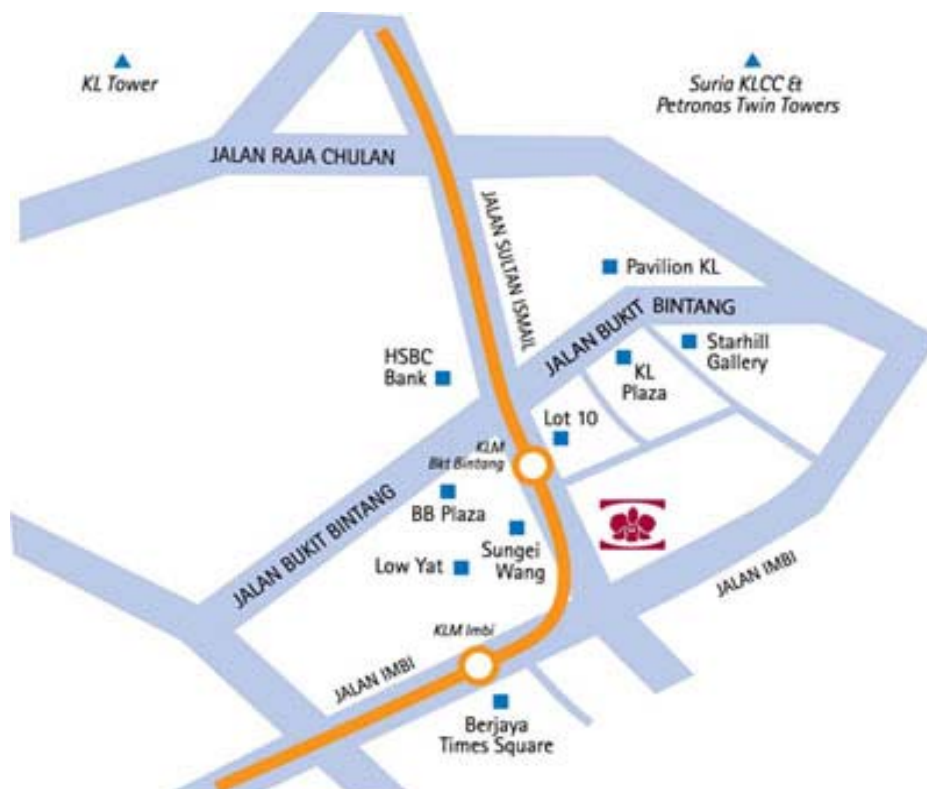 KL Tower
Suria KLCC &
Petronas Twin Towers
JALAN RAJA CHULAN
JALAN SULTAN ISMAIL
Pavilion KL
JALAN BUKIT BINTANG
Starhill
Gallery
HSBC
Bank
KL
Plaza
Lot 10
KLM
Bkt Bintang
BB Plaza
JALAN BUKIT BINTANG
Sungei
Wang
Low Yat
JALAN IMBI
KLM Imbi
JALAN IMBI
Berjaya
Times Square